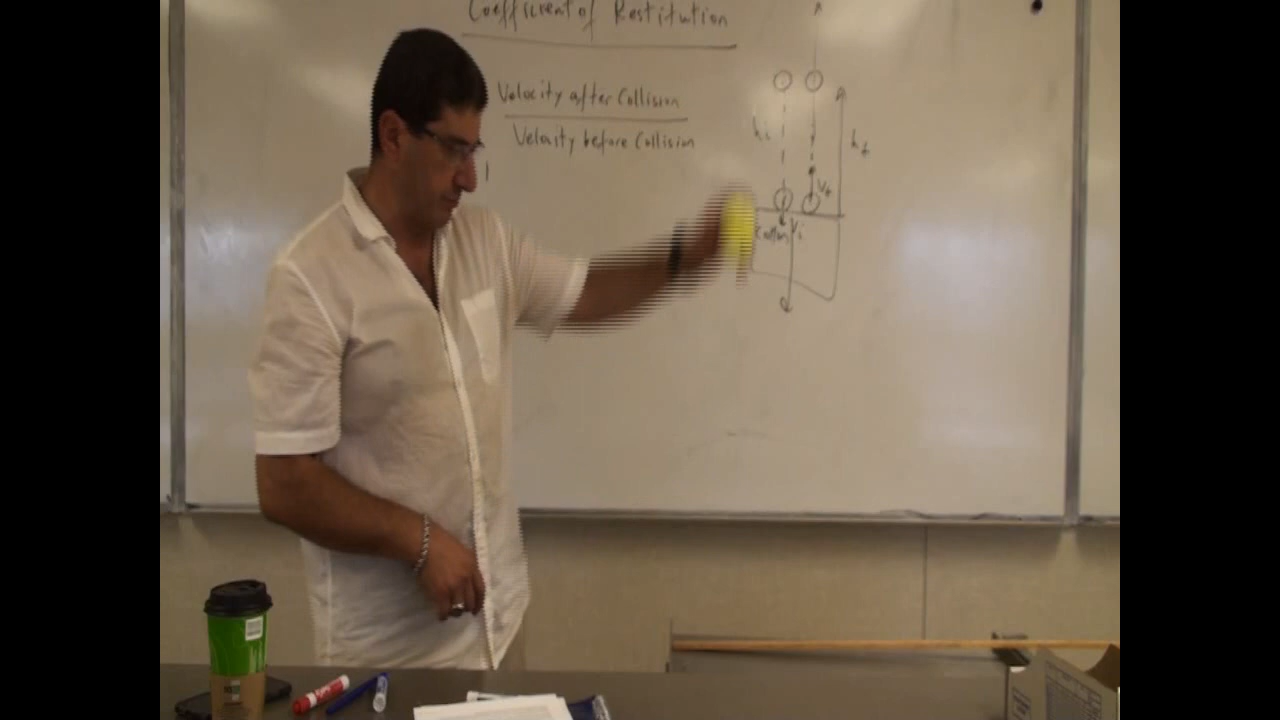 Coefficient of Restitution
Velocity after Collision
Velocity before Collision
hi
hf
Vf
Vi